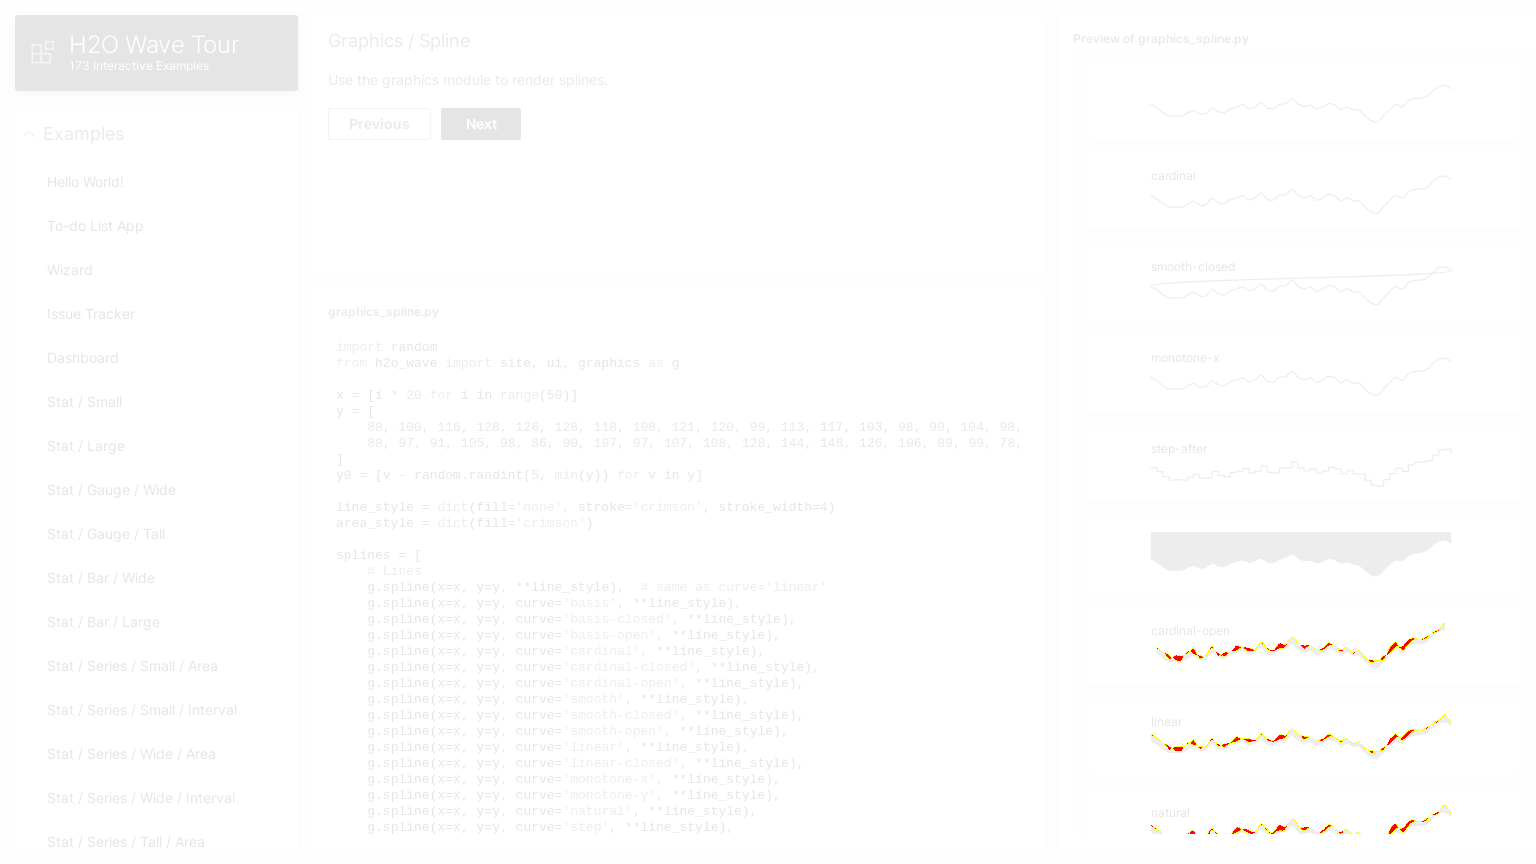 H2O Wave Tour
173 Interactive Examples
Examples
Hello World!
To-do List App
Wizard
Issue Tracker
Dashboard
Stat / Small
Stat / Large
Stat / Gauge / Wide
Stat / Gauge / Tall
Stat / Bar / Wide
Stat / Bar / Large
Stat / Series / Small / Area
Stat / Series / Small / Interval
Stat / Series / Wide / Area
Stat / Series / Wide / Interval
Stat / Series / Tall / Area
Graphics / Spline
Use the graphics module to render splines.
Previous
Next
graphics_spline.py
import random
from h2o_wave import site, ui, graphics as g
x = [i * 20 for i in range(50)]
y = [
88, 100, 116, 128, 126, 128, 118, 108, 121, 120, 99, 113, 117, 103, 98, 90, 104, 98,
88, 97, 91, 105, 98, 86, 90, 107, 97, 107, 108, 128, 144, 148, 126, 106, 89, 99, 78,
]
y0 = [v - random.randint(5, min(y)) for v in y]
line_style = dict(fill='none', stroke='crimson', stroke_width=4)
area_style = dict(fill='crimson')
splines = [
# Lines
g.spline(x=x, y=y, **line_style),  # same as curve='linear'
g.spline(x=x, y=y, curve='basis', **line_style),
g.spline(x=x, y=y, curve='basis-closed', **line_style),
g.spline(x=x, y=y, curve='basis-open', **line_style),
g.spline(x=x, y=y, curve='cardinal', **line_style),
g.spline(x=x, y=y, curve='cardinal-closed', **line_style),
g.spline(x=x, y=y, curve='cardinal-open', **line_style),
g.spline(x=x, y=y, curve='smooth', **line_style),
g.spline(x=x, y=y, curve='smooth-closed', **line_style),
g.spline(x=x, y=y, curve='smooth-open', **line_style),
g.spline(x=x, y=y, curve='linear', **line_style),
g.spline(x=x, y=y, curve='linear-closed', **line_style),
g.spline(x=x, y=y, curve='monotone-x', **line_style),
g.spline(x=x, y=y, curve='monotone-y', **line_style),
g.spline(x=x, y=y, curve='natural', **line_style),
g.spline(x=x, y=y, curve='step', **line_style),
Preview of graphics_spline.py
cardinal
smooth-closed
monotone-x
step-after
cardinal-open
linear
natural